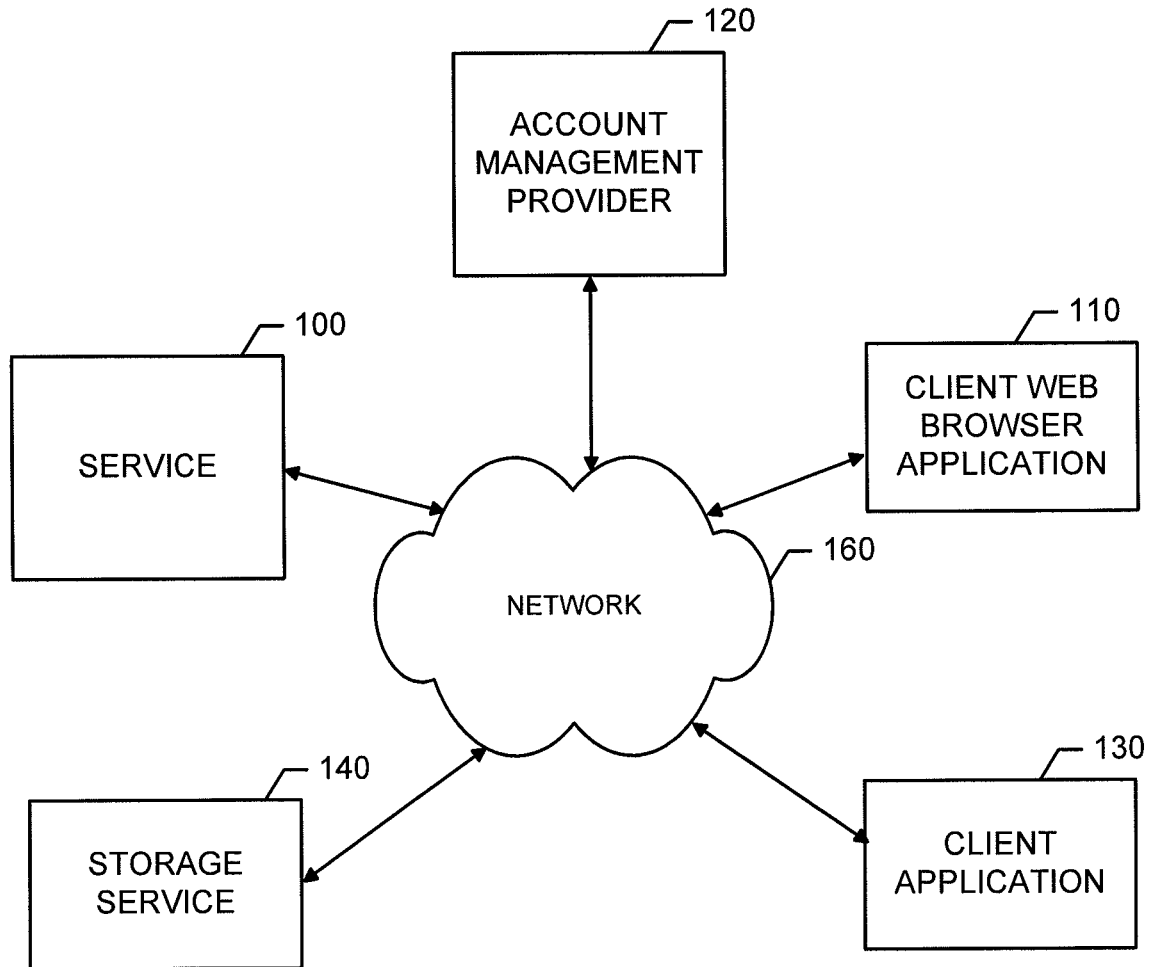 120
ACCOUNT
MANAGEMENT
PROVIDER
100
SERVICE
110
CLIENT WEB
BROWSER
APPLICATION
160
NETWORK
140
STORAGE
SERVICE
130
CLIENT
APPLICATION